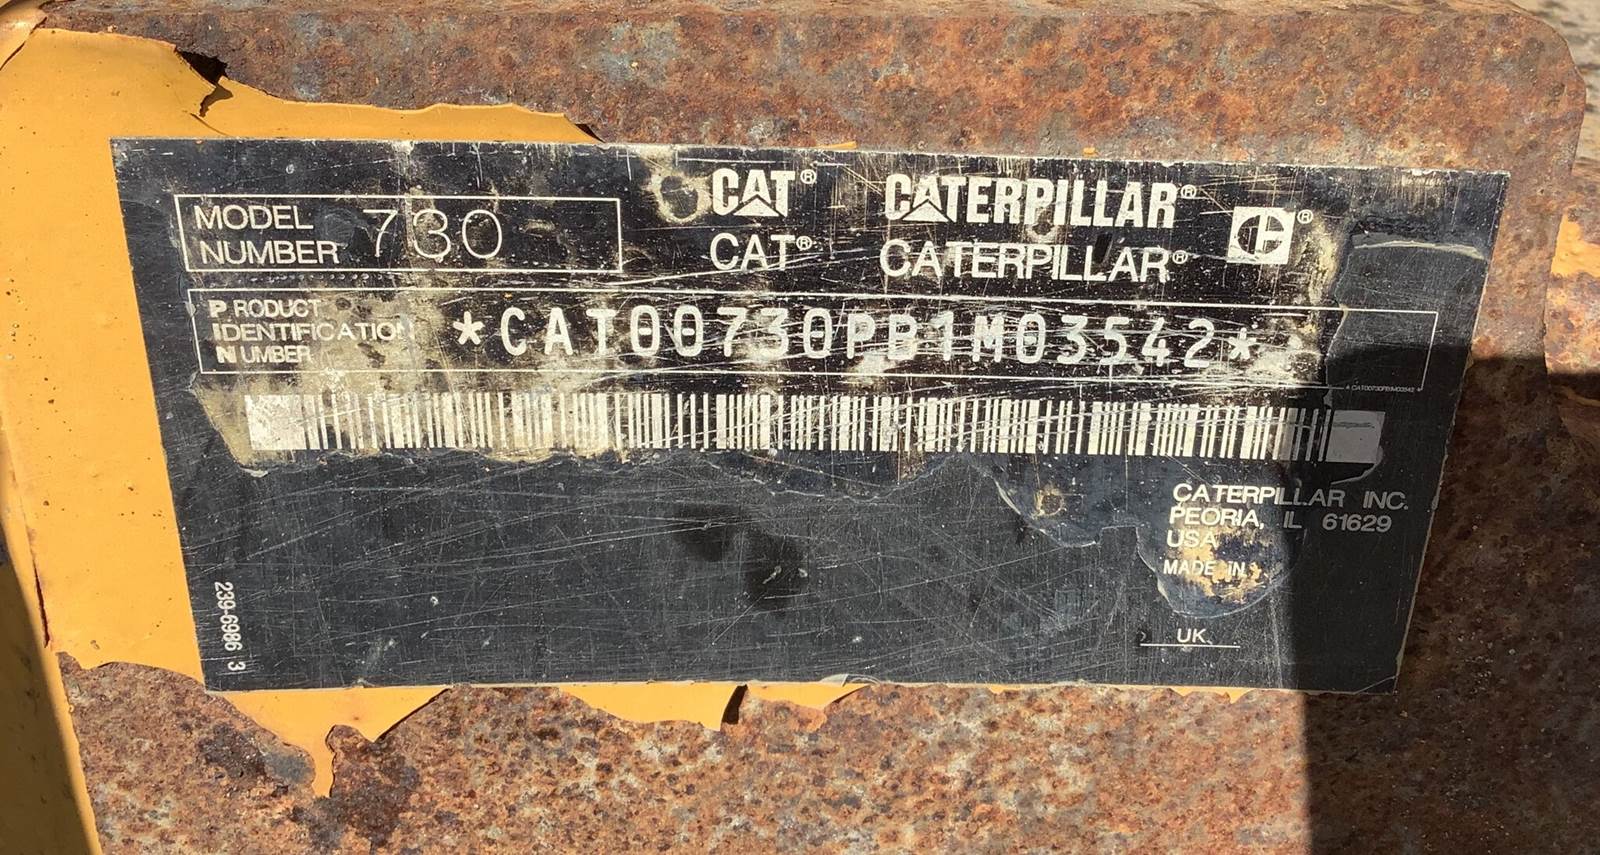 CAT® CATERPILLAR®
MODEL NUMBER 730
CAT® CATERPILLAR®
PRODUCT
IDENTIFICATION
NUMBER
*CAT00730PB1M03542*
*CAT00730PB1M03542*
CATERPILLAR INC.
PEORIA, IL 61629
USA
MADE IN
UK.
239-6986 3